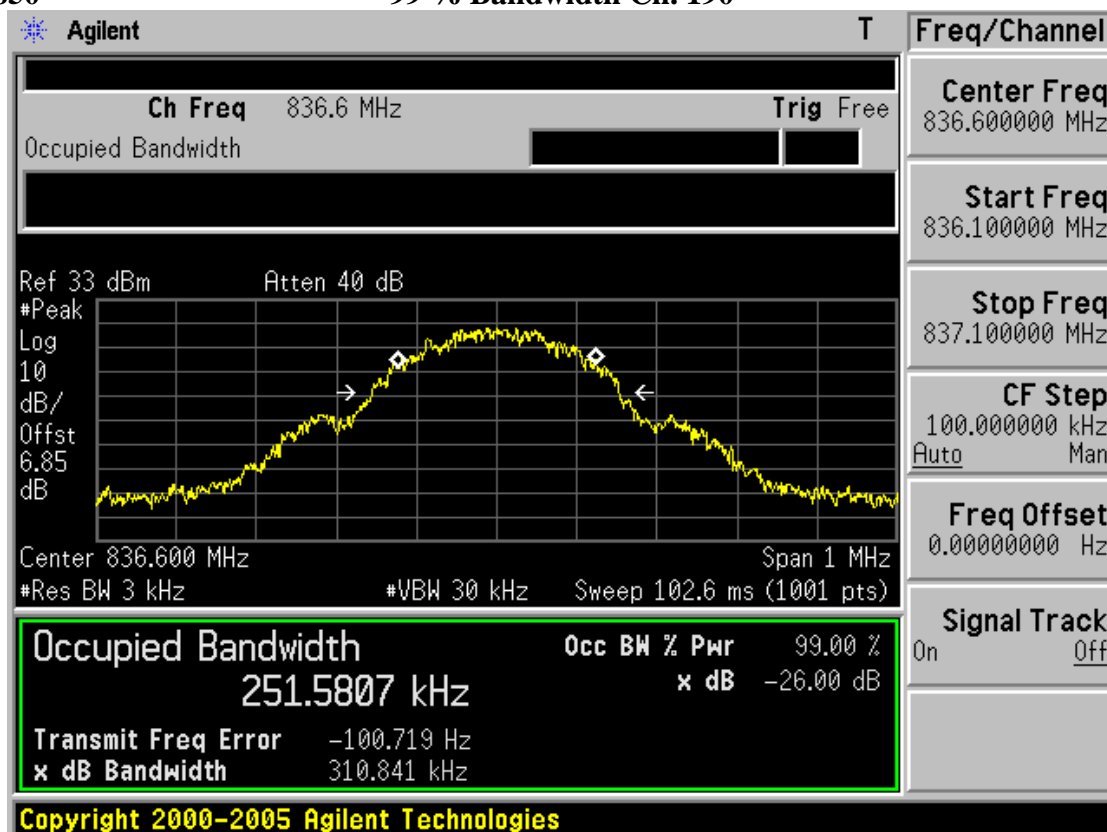 99 % Bandwidth Ch. 190
Agilent T
Freq/Channel
Ch Freq 836.6 MHz Trig Free
Occupied Bandwidth
Center Freq
836.600000 MHz
Start Freq
836.100000 MHz
Ref 33 dBm Atten 40 dB
#Peak
Log
10
dB/
Offst
6.85
dB
Stop Freq
837.100000 MHz
CF Step
100.000000 kHz
Auto Man
Freq Offset
0.00000000 Hz
Center 836.600 MHz Span 1 MHz
#Res BW 3 kHz #VBW 30 kHz Sweep 102.6 ms (1001 pts)
Signal Track
On Off
Occupied Bandwidth Occ BW % Pwr 99.00 %
251.5807 kHz x dB -26.00 dB
Transmit Freq Error -100.719 Hz
x dB Bandwidth 310.841 kHz
Copyright 2000-2005 Agilent Technologies